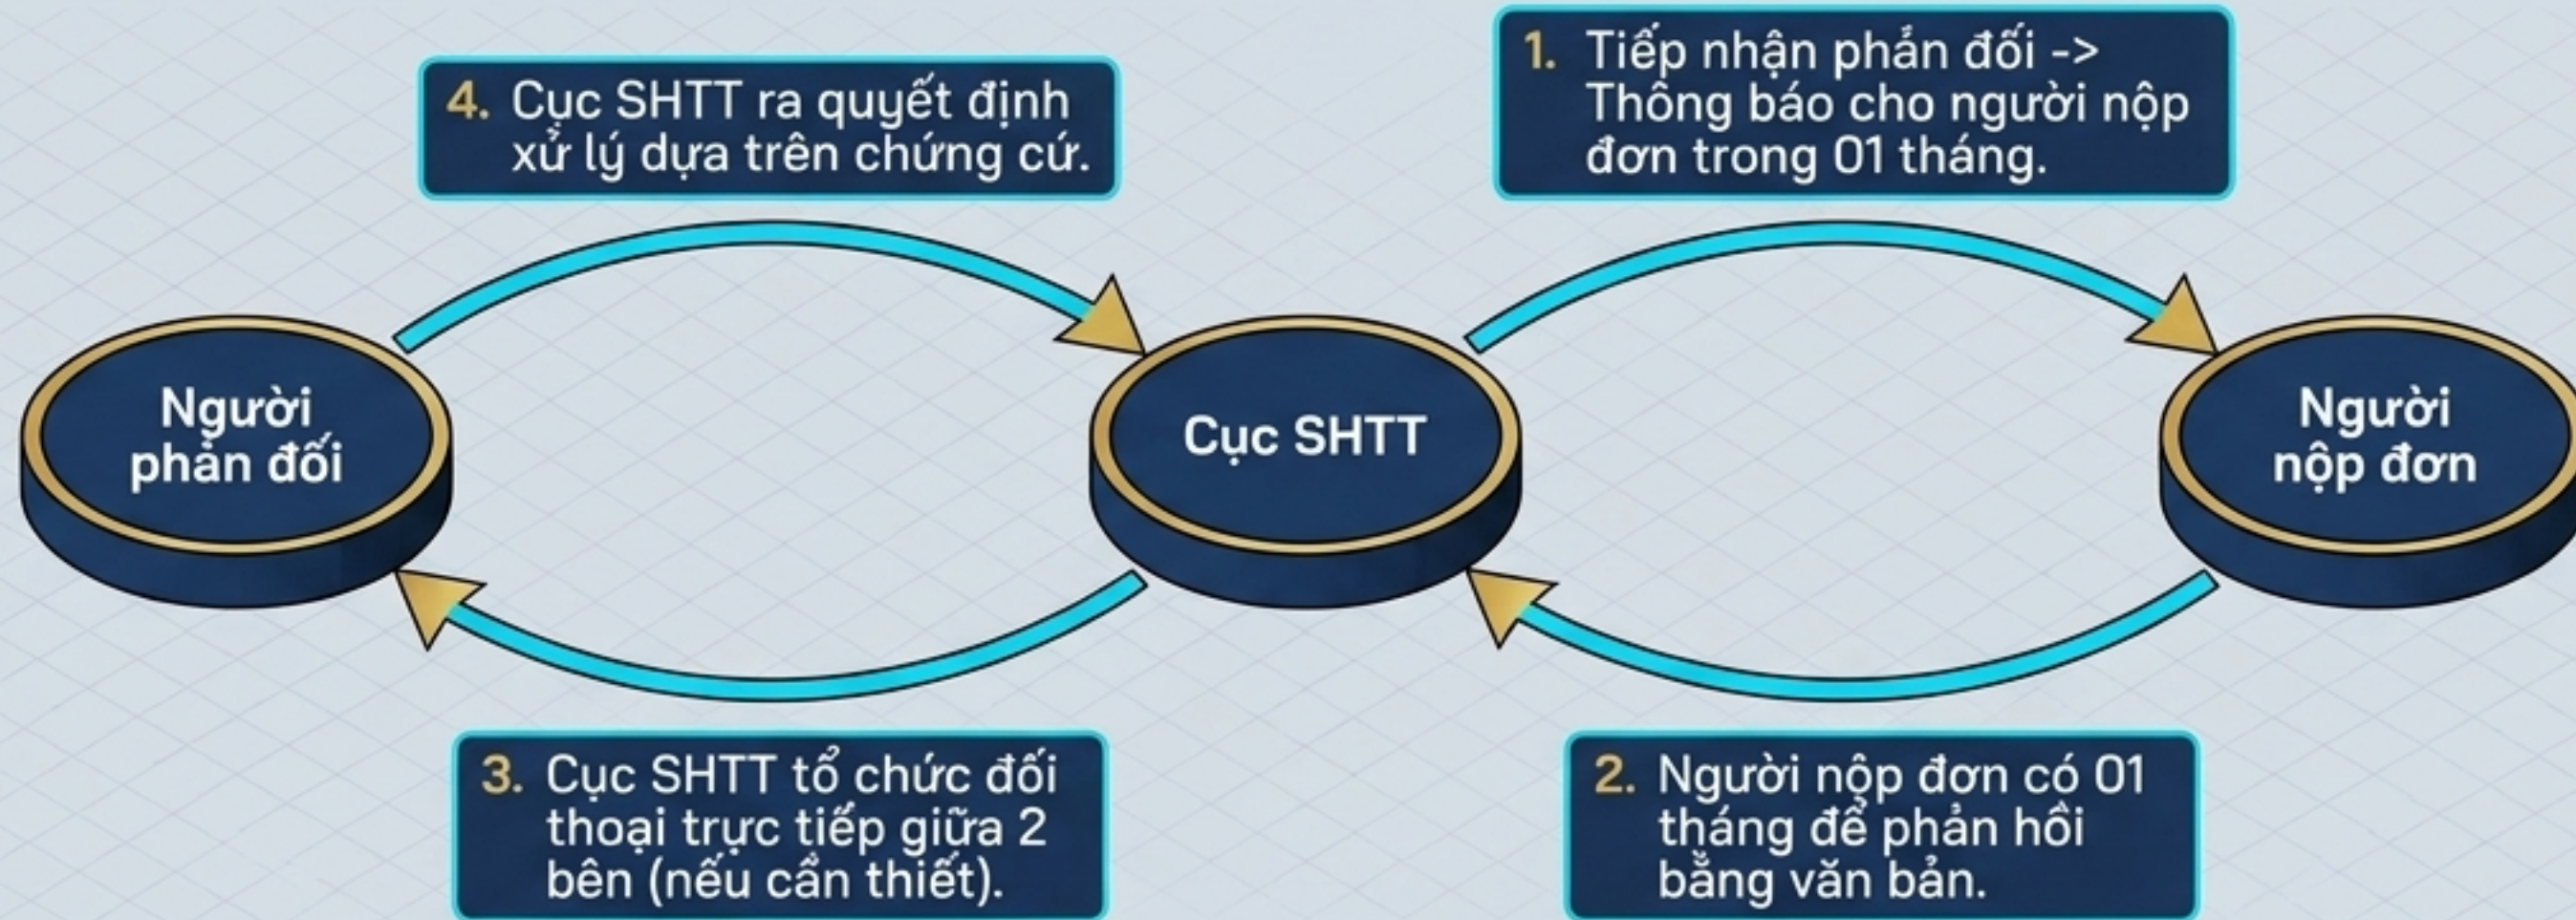 4. Cục SHTT ra quyết định
xử lý dựa trên chứng cứ.
1. Tiếp nhận phản đối ->
Thông báo cho người nộp
đơn trong 01 tháng.
Người
phản đối
Cục SHTT
Người
nộp đơn
3. Cục SHTT tổ chức đối
thoại trực tiếp giữa 2
bên (nếu cần thiết).
2. Người nộp đơn có 01
tháng để phản hồi
bằng văn bản.